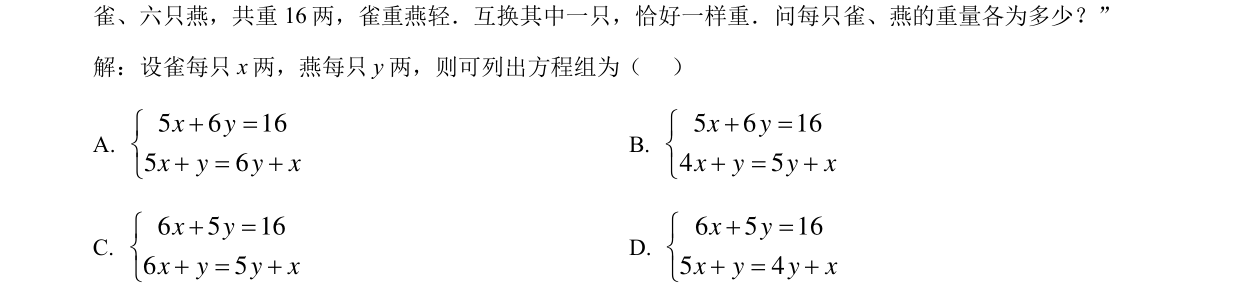 雀、六只燕，共重 16 两，雀重燕轻．互换其中一只，恰好一样重．问每只雀、燕的重量各为多少？”
解：设雀每只 x 两，燕每只 y 两，则可列出方程组为（　）
A. { 5x + 6y = 16
5x + y = 6y + x
B. { 5x + 6y = 16
4x + y = 5y + x
C. { 6x + 5y = 16
6x + y = 5y + x
D. { 6x + 5y = 16
5x + y = 4y + x